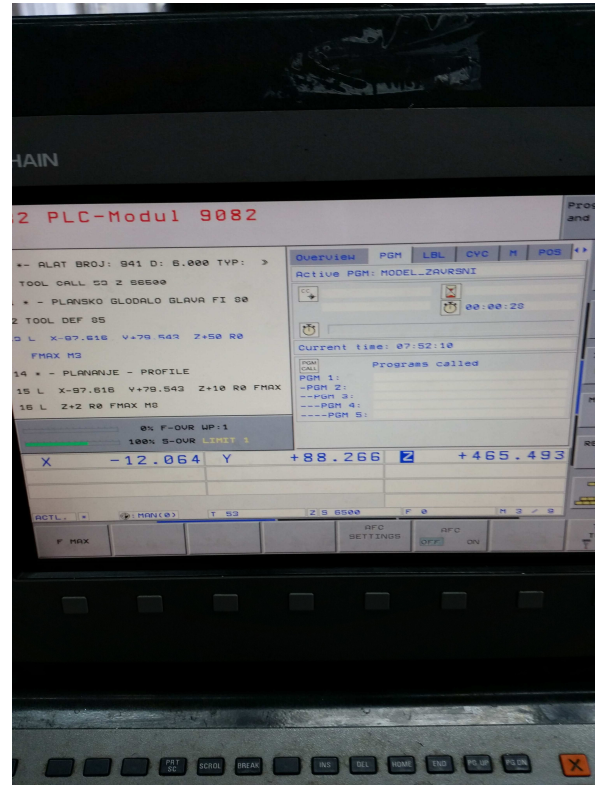 HAIN
2 PLC-Modul 9082
Prog
and
*- ALAT BROJ: 941 D: 6.000 TYP: >
TOOL CALL 53 Z S6500
* - PLANSKO GLODALO GLAVA FI 80
2 TOOL DEF 85
L X-97.616 Y+79.543 Z+50 R0
FMAX M3
14 * - PLANANJE - PROFILE
15 L X-97.616 Y+79.543 Z+10 R0 FMAX
16 L Z+2 R0 FMAX M8
0% F-OVR WP:1
100% S-OVR LIMIT 1
Overview PGM LBL CYC M POS
Active PGM: MODEL_ZAVRSNI
CC
00:00:28
Current time: 07:52:10
PGM CALL Programs called
PGM 1:
-PGM 2:
--PGM 3:
---PGM 4:
----PGM 5:
X -12.064 Y +88.266 Z +465.493
ACTL. MAN(0) T 53 Z S 6500 F 0 M 3 / 9
F MAX
AFC
SETTINGS
AFC
OFF ON
PRT
SC
SCROL
BREAK
INS
DEL
HOME
END
PG UP
PG DN
X